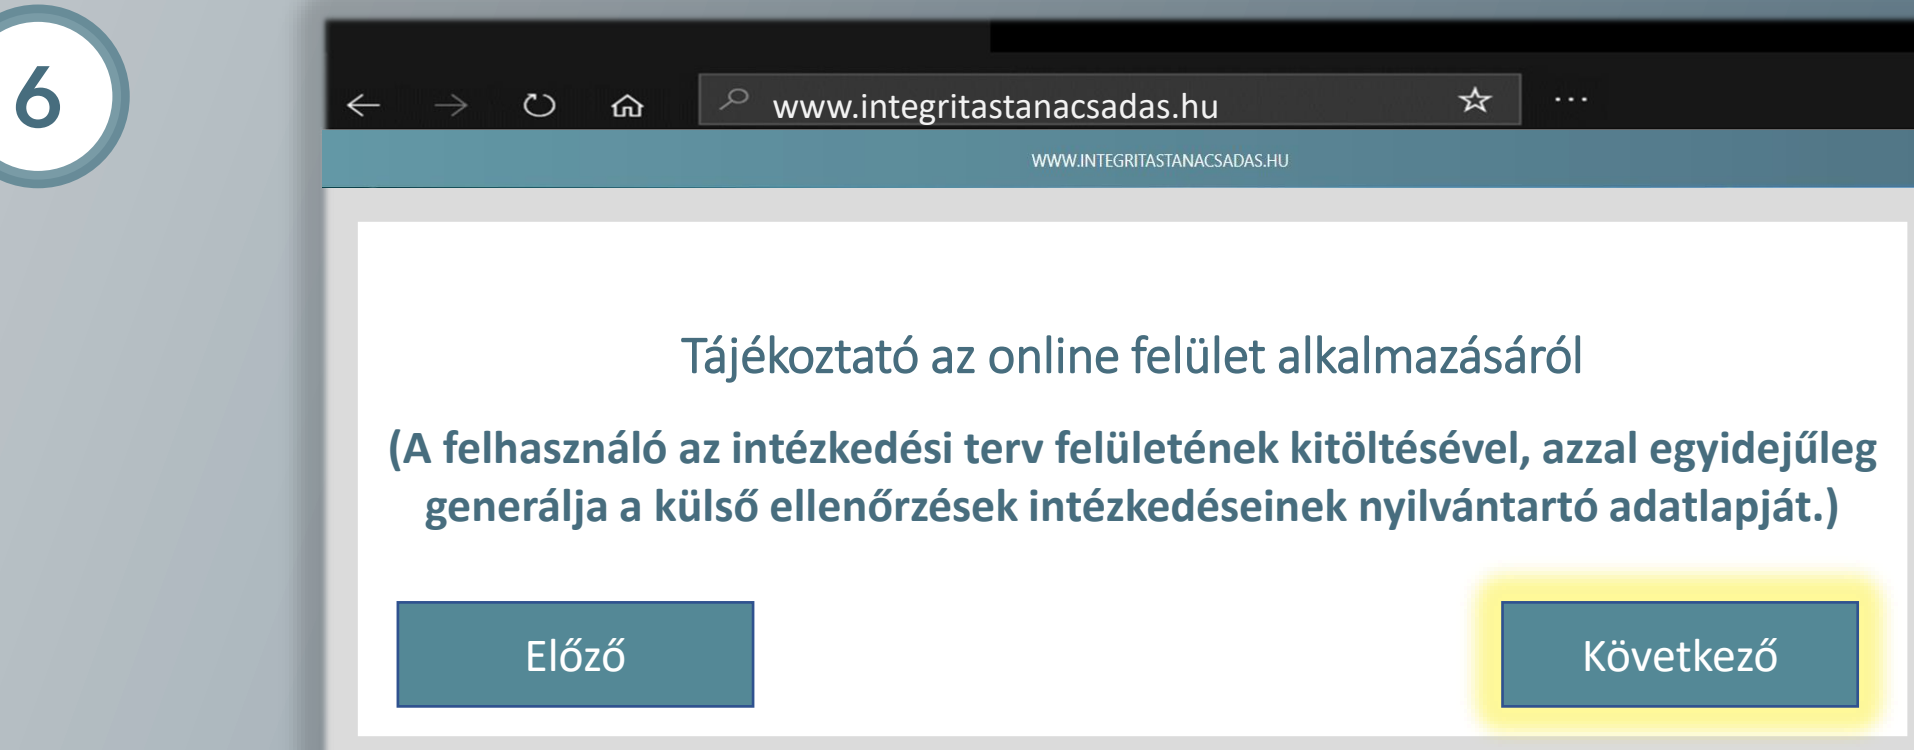 6
www.integritastanacsadas.hu
WWW.INTEGRITASTANACSADAS.HU
Tájékoztató az online felület alkalmazásáról
(A felhasználó az intézkedési terv felületének kitöltésével, azzal egyidejűleg
generálja a külső ellenőrzések intézkedéseinek nyilvántartó adatlapját.)
Előző
Következő